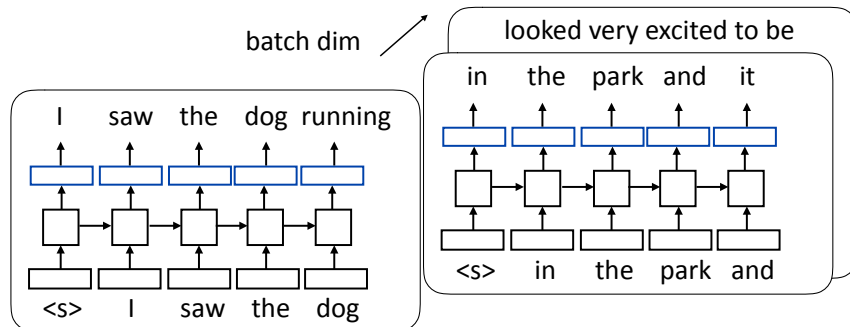 batch dim
I saw the dog running
<s> I saw the dog
looked very excited to be
in the park and it
<s> in the park and